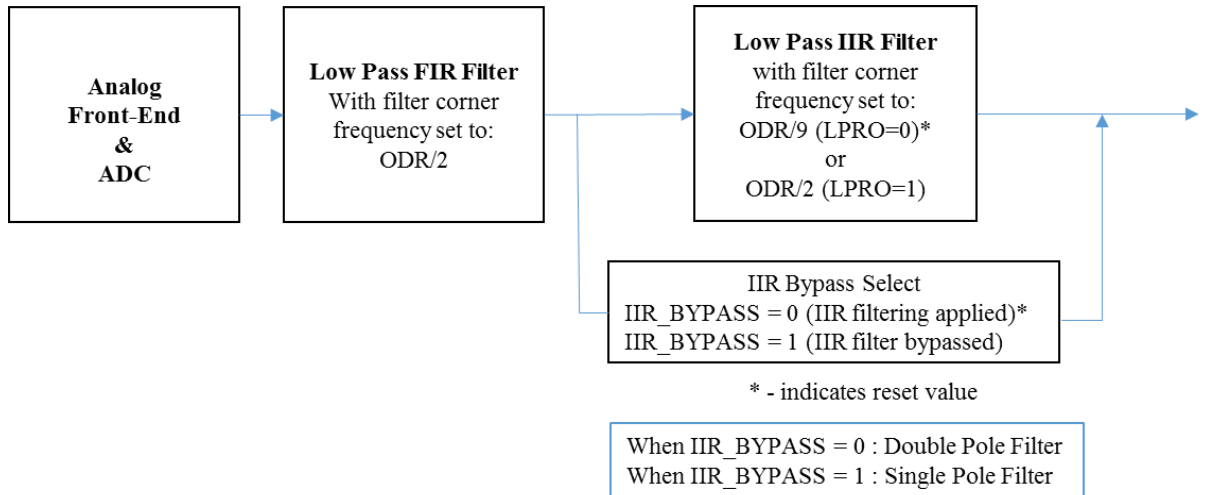 Analog
Front-End
&
ADC
Low Pass FIR Filter
With filter corner
frequency set to:
ODR/2
Low Pass IIR Filter
with filter corner
frequency set to:
ODR/9 (LPRO=0)*
or
ODR/2 (LPRO=1)
IIR Bypass Select
IIR_BYPASS = 0 (IIR filtering applied)*
IIR_BYPASS = 1 (IIR filter bypassed)
* - indicates reset value
When IIR_BYPASS = 0 : Double Pole Filter
When IIR_BYPASS = 1 : Single Pole Filter